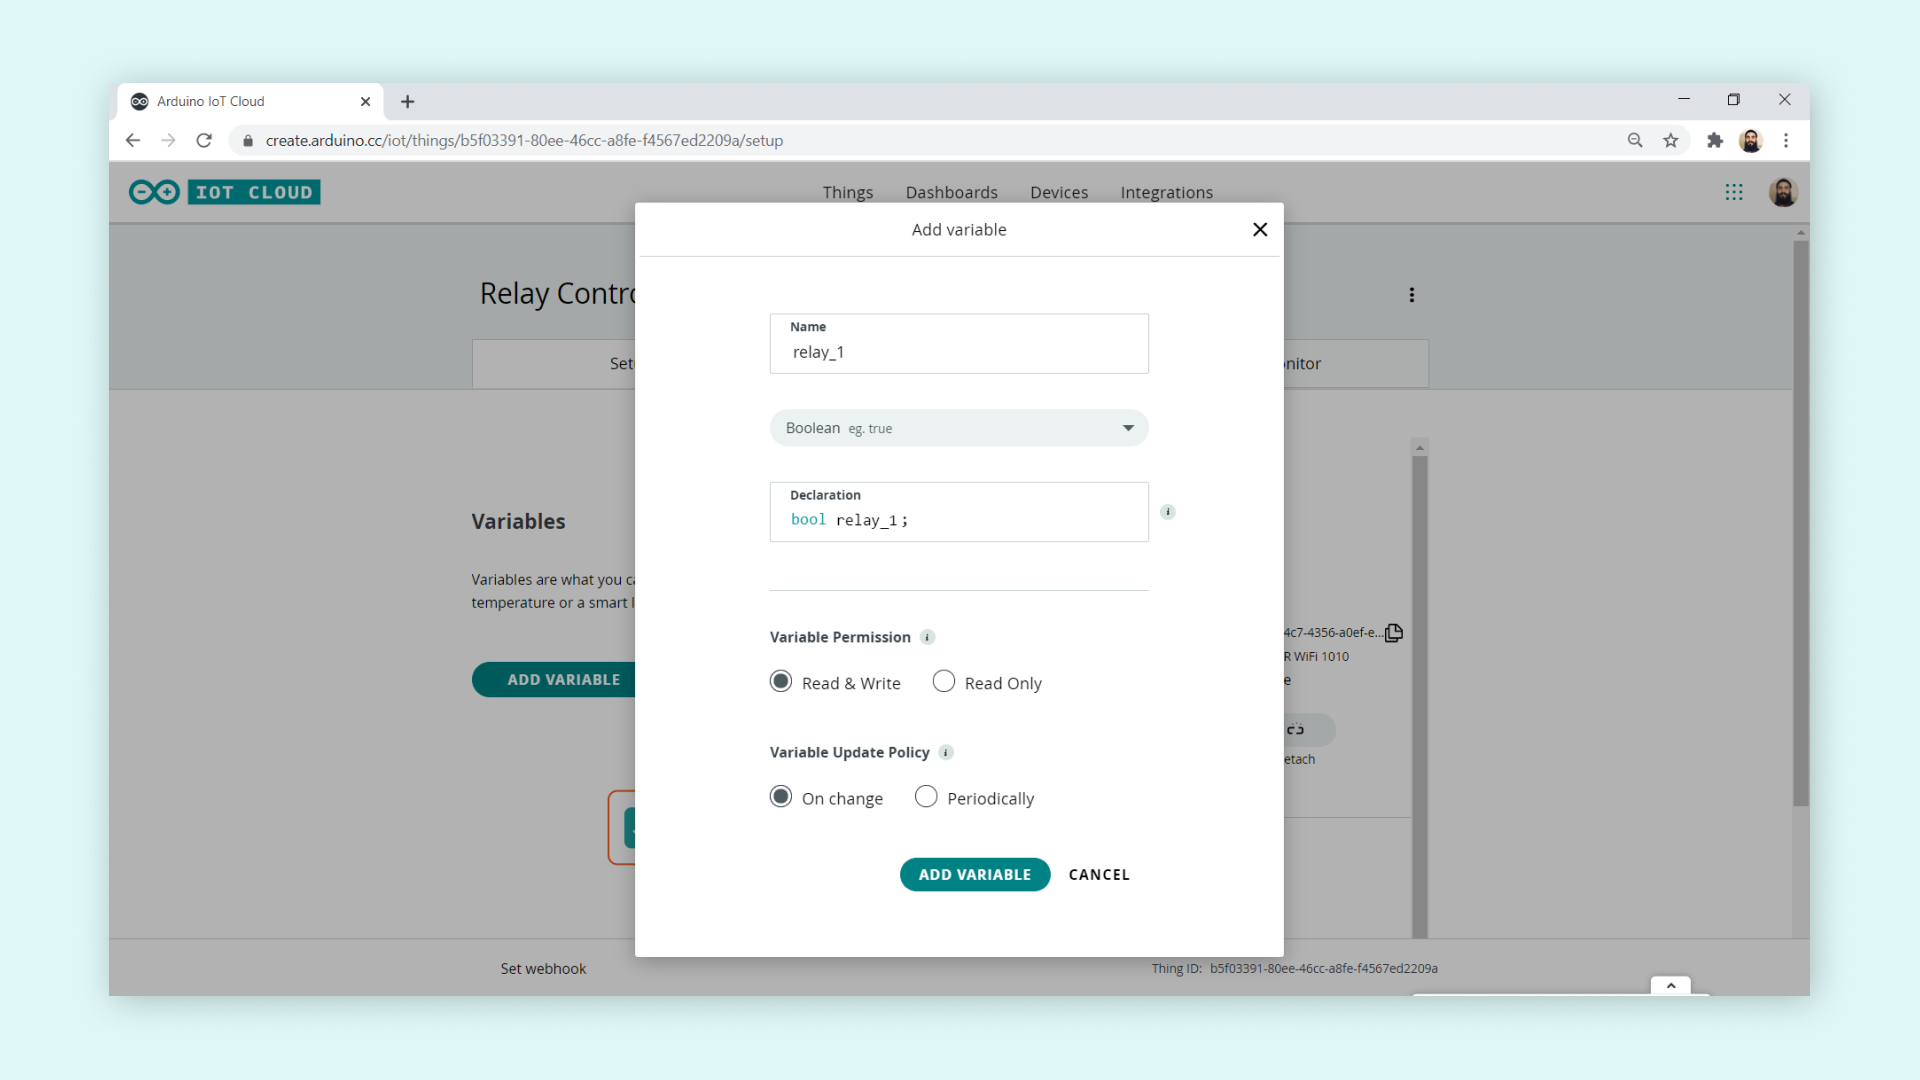 Arduino IoT Cloud
create.arduino.cc/iot/things/b5f03391-80ee-46cc-a8fe-f4567ed2209a/setup
IOT CLOUD
Things Dashboards Devices Integrations
Add variable
Relay Contro
Setu
nitor
Name
relay_1
Boolean eg. true
Declaration
bool relay_1;
Variables
Variables are what you ca
temperature or a smart l
ADD VARIABLE
Variable Permission
Read & Write Read Only
4c7-4356-a0ef-e...
R WiFi 1010
e
etach
Variable Update Policy
On change Periodically
ADD VARIABLE CANCEL
Set webhook
Thing ID: b5f03391-80ee-46cc-a8fe-f4567ed2209a